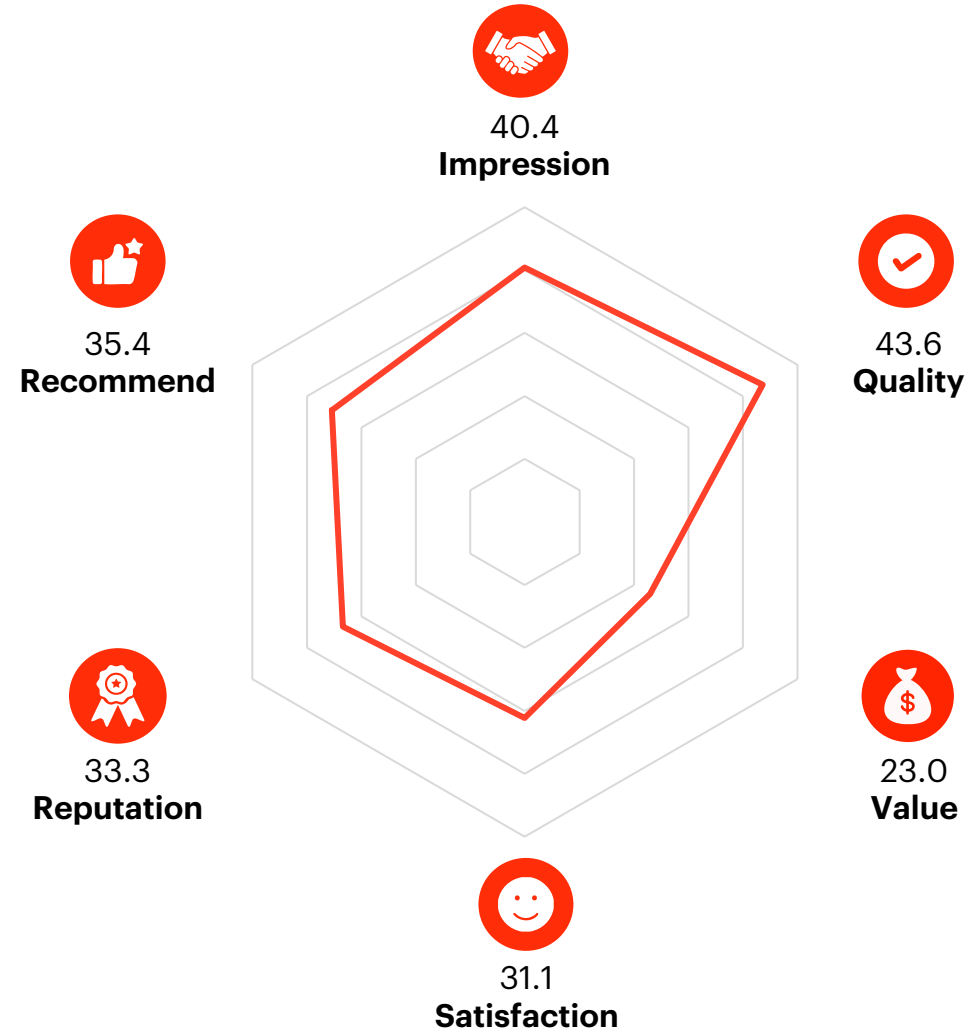 40.4
Impression
35.4
Recommend
43.6
Quality
33.3
Reputation
$
23.0
Value
31.1
Satisfaction